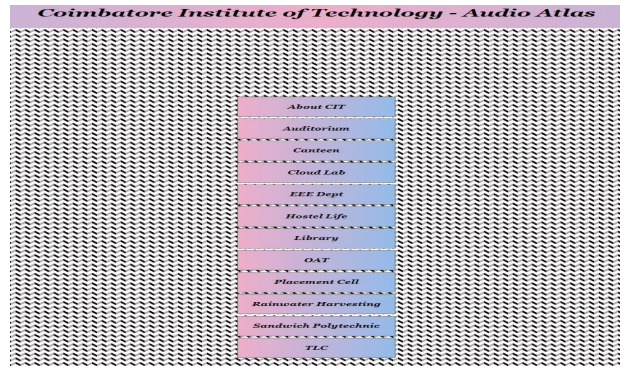 Coimbatore Institute of Technology - Audio Atlas
About CIT
Auditorium
Canteen
Cloud Lab
EEE Dept
Hostel Life
Library
OAT
Placement Cell
Rainwater Harvesting
Sandwich Polytechnic
TLC